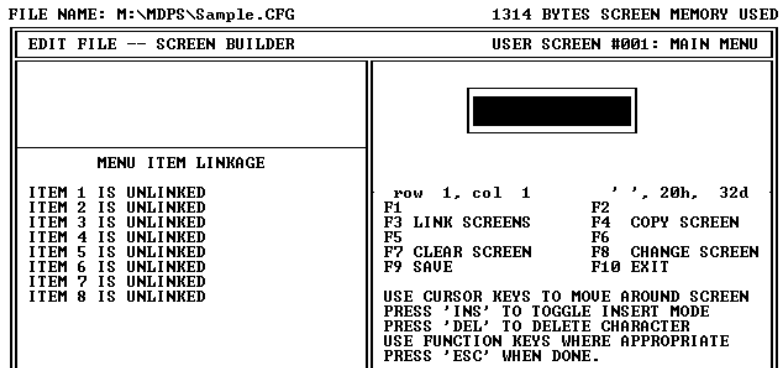 FILE NAME: M:\MDPS\Sample.CFG 1314 BYTES SCREEN MEMORY USED
EDIT FILE -- SCREEN BUILDER USER SCREEN #001: MAIN MENU
MENU ITEM LINKAGE
ITEM 1 IS UNLINKED
ITEM 2 IS UNLINKED
ITEM 3 IS UNLINKED
ITEM 4 IS UNLINKED
ITEM 5 IS UNLINKED
ITEM 6 IS UNLINKED
ITEM 7 IS UNLINKED
ITEM 8 IS UNLINKED
row 1, col 1 ' ', 20h, 32d
F1 F2
F3 LINK SCREENS F4 COPY SCREEN
F5 F6
F7 CLEAR SCREEN F8 CHANGE SCREEN
F9 SAVE F10 EXIT
USE CURSOR KEYS TO MOVE AROUND SCREEN
PRESS 'INS' TO TOGGLE INSERT MODE
PRESS 'DEL' TO DELETE CHARACTER
USE FUNCTION KEYS WHERE APPROPRIATE
PRESS 'ESC' WHEN DONE.